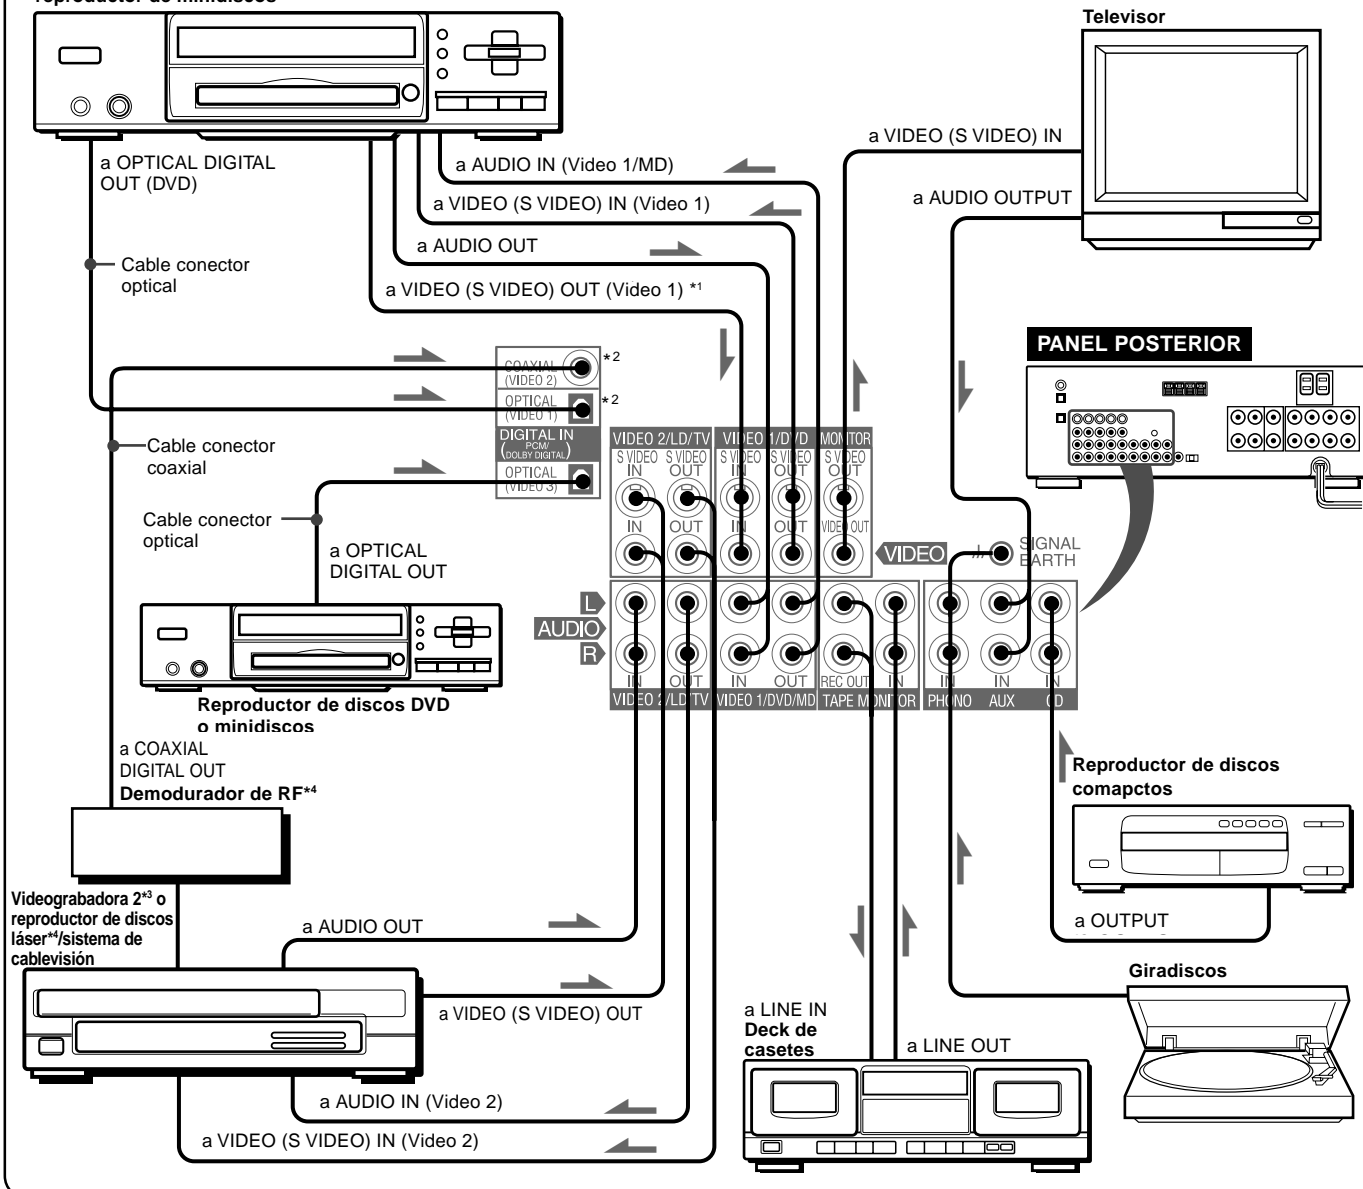 reproductor de minidiscos
Televisor
a OPTICAL DIGITAL
OUT (DVD)
a AUDIO IN (Video 1/MD)
a VIDEO (S VIDEO) IN (Video 1)
a AUDIO OUT
a VIDEO (S VIDEO) OUT (Video 1) *1
a VIDEO (S VIDEO) IN
a AUDIO OUTPUT
Cable conector
optical
PANEL POSTERIOR
COAXIAL
(VIDEO 2)
*2
OPTICAL
(VIDEO 1)
*2
DIGITAL IN
(PCM/
DOLBY DIGITAL)
OPTICAL
(VIDEO 3)
Cable conector
coaxial
Cable conector
optical
a OPTICAL
DIGITAL OUT
VIDEO 2/LD/TV VIDEO 1/DVD MONITOR
S VIDEO S VIDEO S VIDEO S VIDEO S VIDEO
IN OUT IN OUT OUT
IN OUT IN OUT VIDEO OUT
VIDEO
SIGNAL
EARTH
L
AUDIO
R
IN OUT IN OUT REC OUT IN IN IN IN
VIDEO 2/LD/TV VIDEO 1/DVD/MD TAPE MONITOR PHONO AUX CD
Reproductor de discos DVD
o minidiscos
a COAXIAL
DIGITAL OUT
Demodurador de RF*4
Reproductor de discos
comapctos
a OUTPUT
Videograbadora 2*3 o
reproductor de discos
láser*4/sistema de
cablevisión
a AUDIO OUT
a VIDEO (S VIDEO) OUT
a AUDIO IN (Video 2)
a VIDEO (S VIDEO) IN (Video 2)
a LINE IN
Deck de
casetes
a LINE OUT
Giradiscos